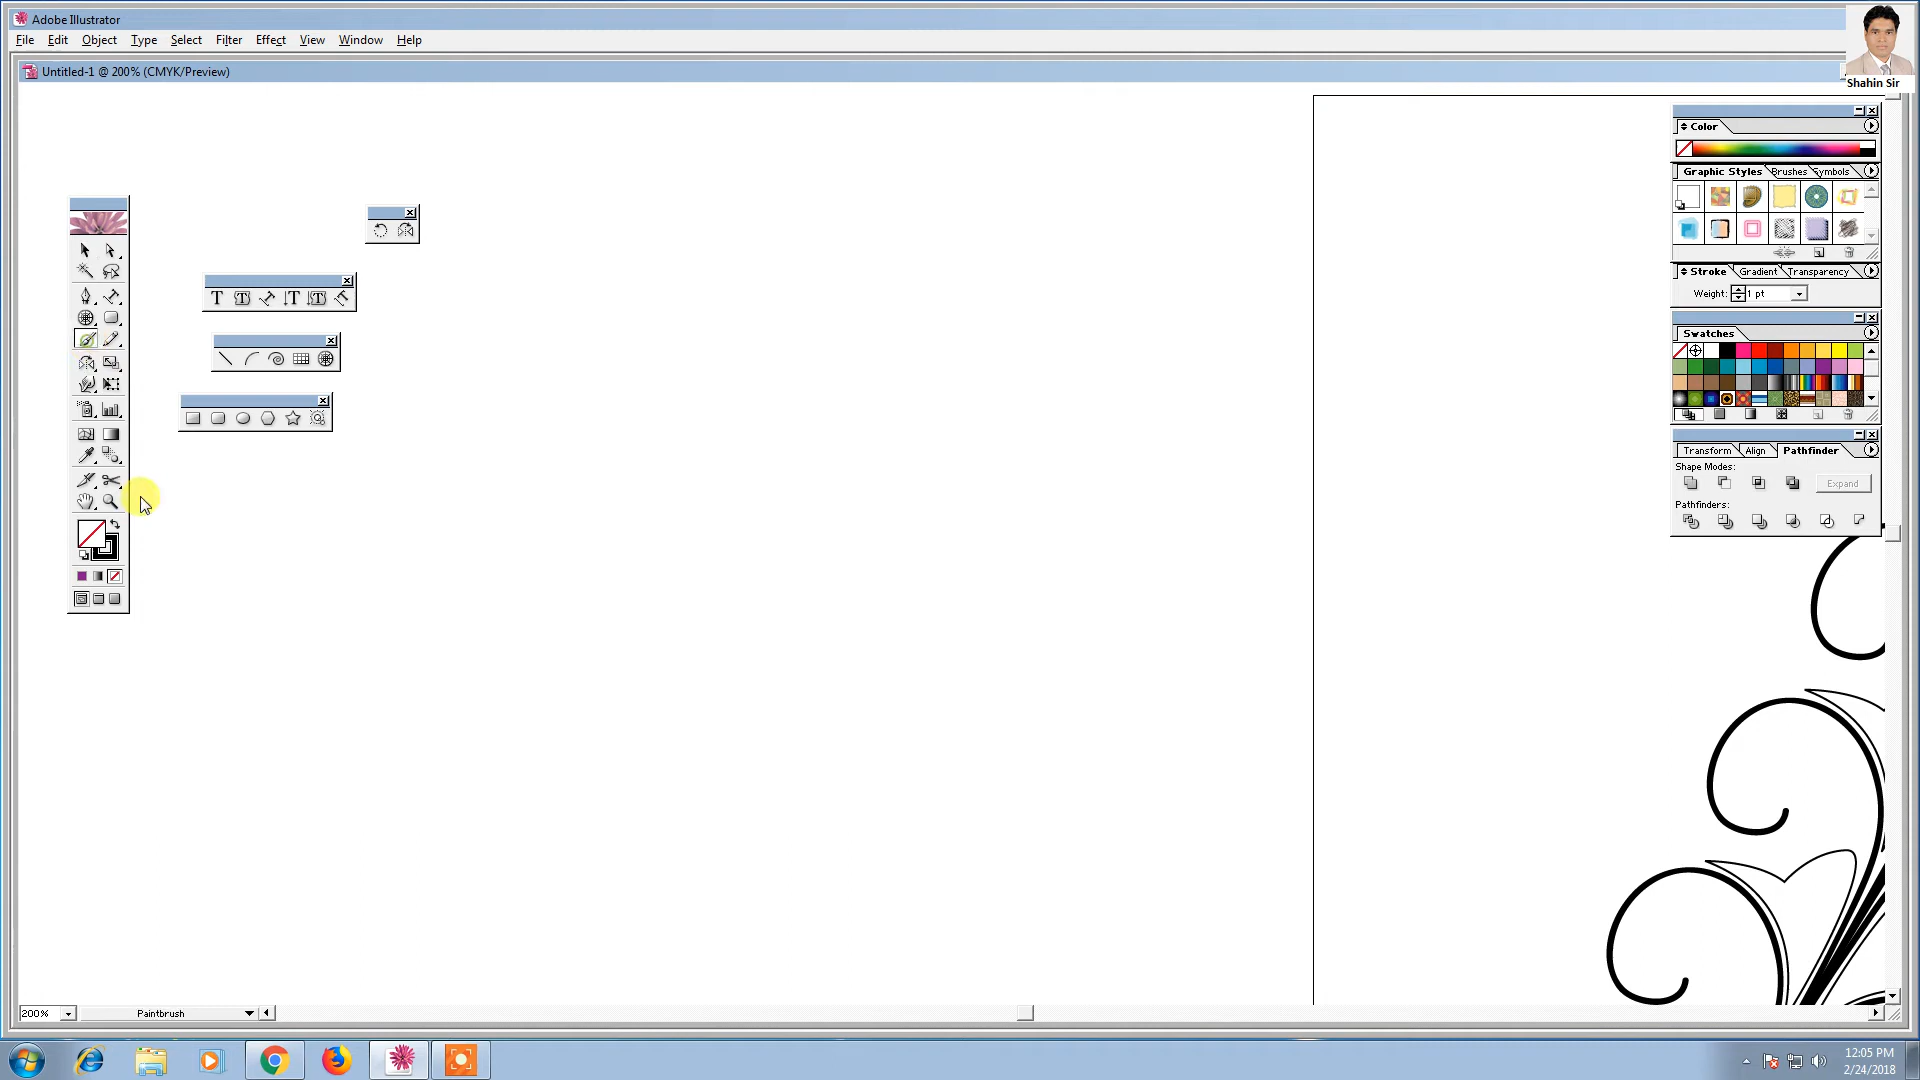 Adobe Illustrator
File Edit Object Type Select Filter Effect View Window Help
Untitled-1 @ 200% (CMYK/Preview)
Shahin Sir
Color
Graphic Styles Brushes Symbols
Stroke Gradient Transparency
Weight: 1 pt
Swatches
Transform Align Pathfinder
Shape Modes:
Expand
Pathfinders:
200% Paintbrush
12:05 PM
2/24/2018